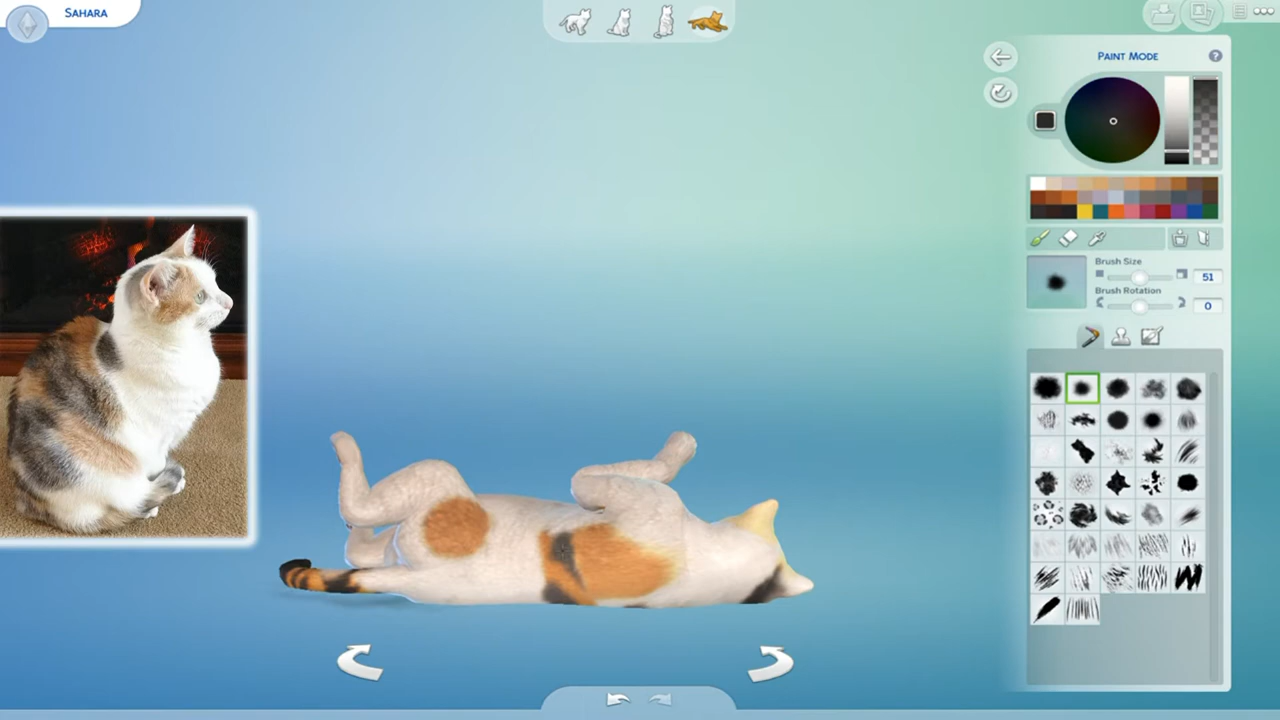 SAHARA
PAINT MODE
?
Brush Size
51
Brush Rotation
0